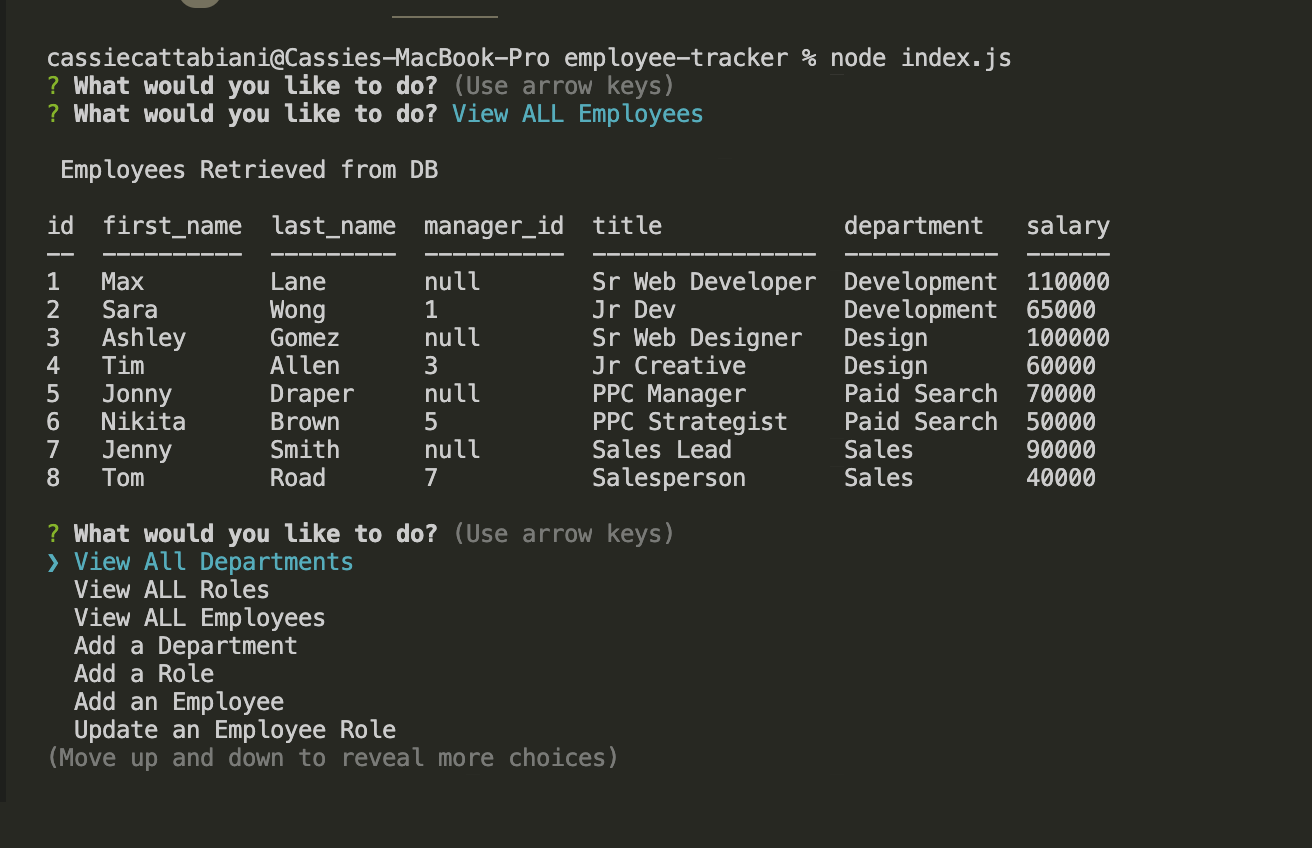 cassiecattabiani@Cassies-MacBook-Pro employee-tracker % node index.js
? What would you like to do? (Use arrow keys)
? What would you like to do? View ALL Employees
Employees Retrieved from DB
id  first_name  last_name  manager_id  title             department   salary
--  ----------  ---------  ----------  ----------------  -----------  ------
1   Max         Lane       null        Sr Web Developer  Development  110000
2   Sara        Wong       1           Jr Dev            Development  65000
3   Ashley      Gomez      null        Sr Web Designer   Design       100000
4   Tim         Allen      3           Jr Creative       Design       60000
5   Jonny       Draper     null        PPC Manager       Paid Search  70000
6   Nikita      Brown      5           PPC Strategist    Paid Search  50000
7   Jenny       Smith      null        Sales Lead        Sales        90000
8   Tom         Road       7           Salesperson       Sales        40000
? What would you like to do? (Use arrow keys)
❯ View All Departments
View ALL Roles
View ALL Employees
Add a Department
Add a Role
Add an Employee
Update an Employee Role
(Move up and down to reveal more choices)